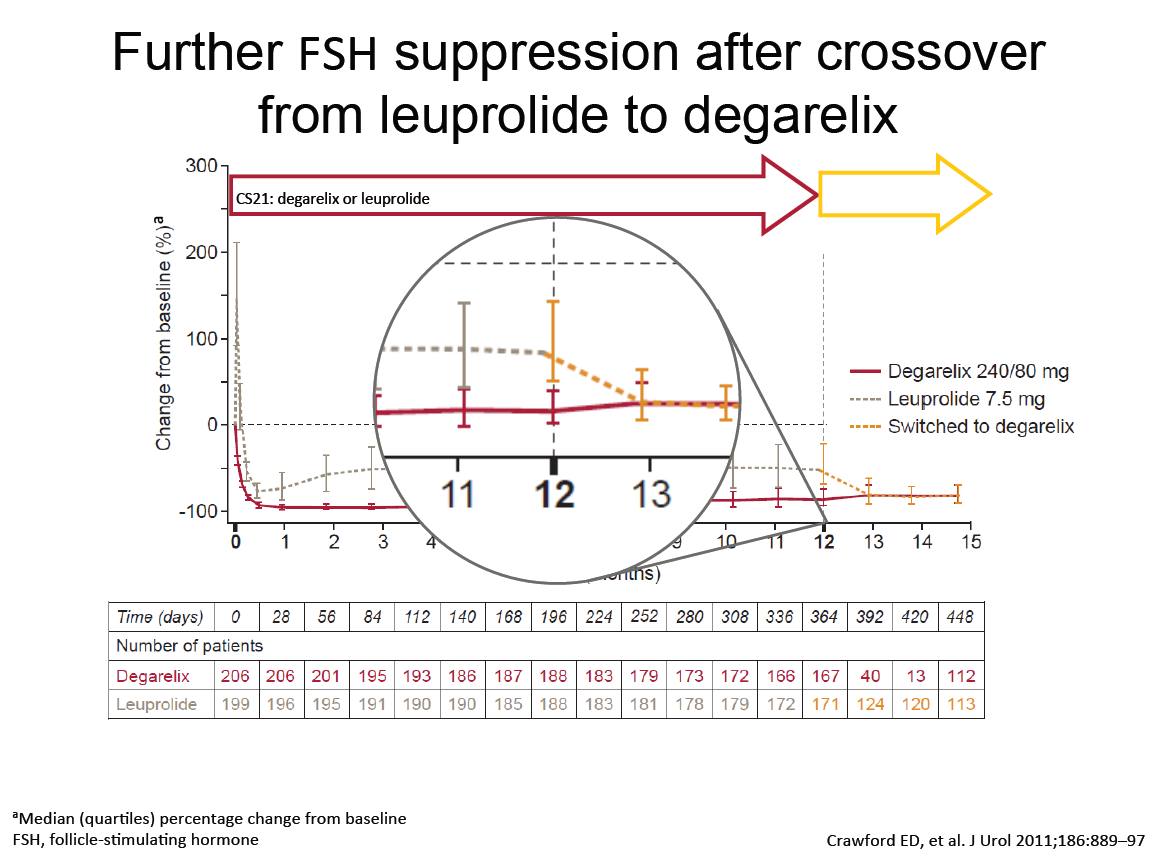 Further FSH suppression after crossover
from leuprolide to degarelix
300
200
100
0
-100
Change from baseline (%)ᵃ
CS21: degarelix or leuprolide
11 12 13
Degarelix 240/80 mg
Leuprolide 7.5 mg
Switched to degarelix
0 1 2 3 4 9 10 11 12 13 14 15
Time (days) 0 28 56 84 112 140 168 196 224 252 280 308 336 364 392 420 448
Number of patients
Degarelix 206 206 201 195 193 186 187 188 183 179 173 172 166 167 40 13 112
Leuprolide 199 196 195 191 190 190 185 188 183 181 178 179 172 171 124 120 113
ᵃMedian (quartiles) percentage change from baseline
FSH, follicle-stimulating hormone
Crawford ED, et al. J Urol 2011;186:889–97